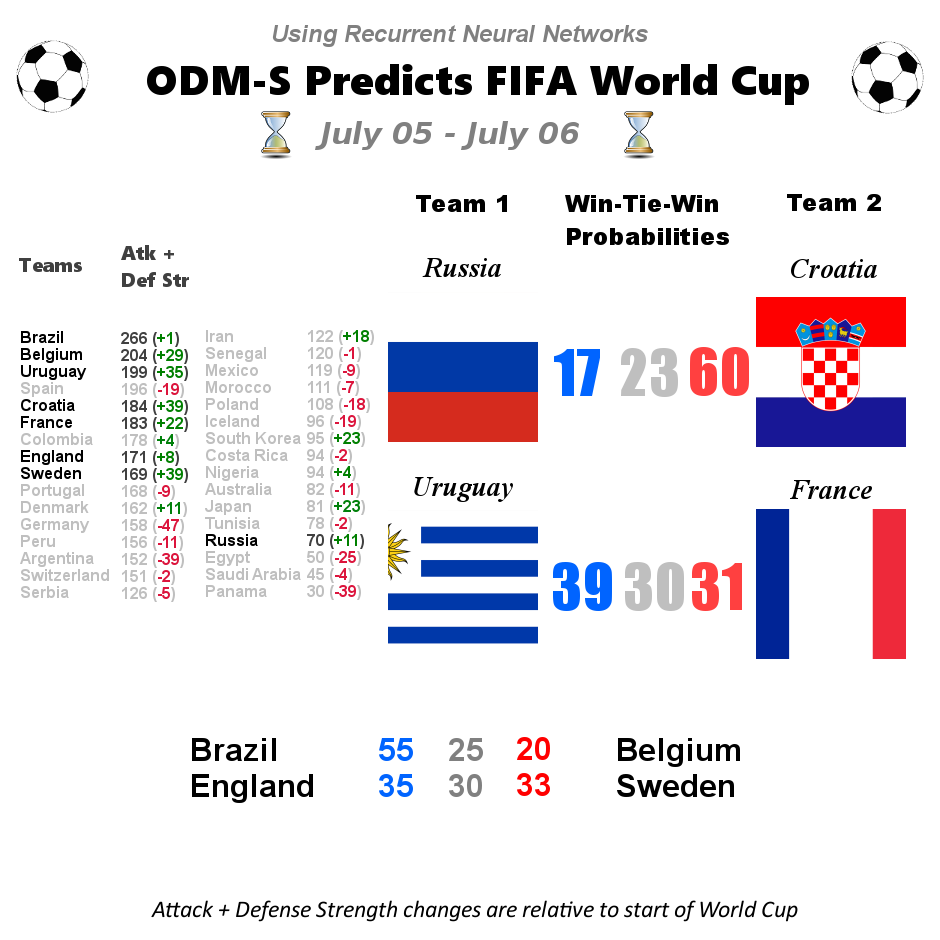 Using Recurrent Neural Networks
ODM-S Predicts FIFA World Cup
July 05 - July 06
Team 1
Win-Tie-Win
Probabilities
Team 2
Teams
Atk +
Def Str
Brazil 266 (+1)
Belgium 204 (+29)
Uruguay 199 (+35)
Spain 196 (-19)
Croatia 184 (+39)
France 183 (+22)
Colombia 178 (+4)
England 171 (+8)
Sweden 169 (+39)
Portugal 168 (-9)
Denmark 162 (+11)
Germany 158 (-47)
Peru 156 (-11)
Argentina 152 (-39)
Switzerland 151 (-2)
Serbia 126 (-5)
Iran 122 (+18)
Senegal 120 (-1)
Mexico 119 (-9)
Morocco 111 (-7)
Poland 108 (-18)
Iceland 96 (-19)
South Korea 95 (+23)
Costa Rica 94 (-2)
Nigeria 94 (+4)
Australia 82 (-11)
Japan 81 (+23)
Tunisia 78 (-2)
Russia 70 (+11)
Egypt 50 (-25)
Saudi Arabia 45 (-4)
Panama 30 (-39)
Russia
Croatia
17 23 60
Uruguay
France
39 30 31
Brazil 55 25 20 Belgium
England 35 30 33 Sweden
Attack + Defense Strength changes are relative to start of World Cup